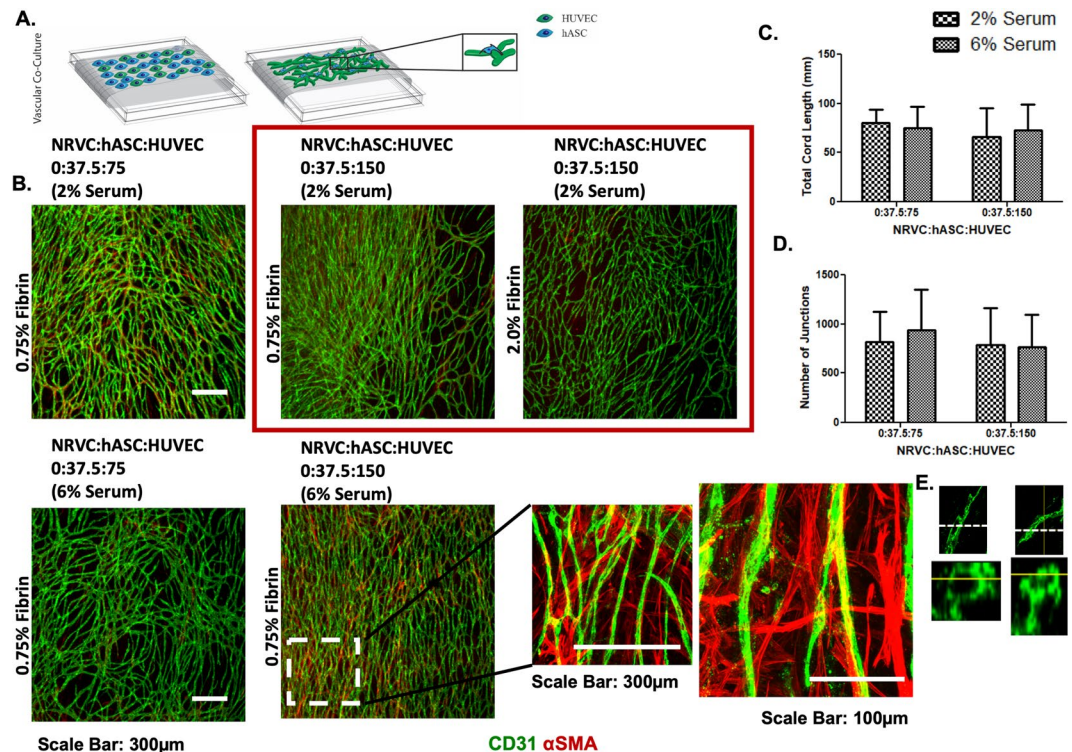 A.
Vascular Co-Culture
HUVEC
hASC
NRVC:hASC:HUVEC
0:37.5:75
(2% Serum)
NRVC:hASC:HUVEC
0:37.5:150
(2% Serum)
NRVC:hASC:HUVEC
0:37.5:150
(2% Serum)
B.
0.75% Fibrin
0.75% Fibrin
2.0% Fibrin
NRVC:hASC:HUVEC
0:37.5:75
(6% Serum)
NRVC:hASC:HUVEC
0:37.5:150
(6% Serum)
0.75% Fibrin
0.75% Fibrin
Scale Bar: 300µm
Scale Bar: 100µm
Scale Bar: 300µm
CD31 αSMA
C.
2% Serum
6% Serum
Total Cord Length (mm)
150
100
50
0
0:37.5:75
0:37.5:150
NRVC:hASC:HUVEC
D.
Number of Junctions
1500
1000
500
0
0:37.5:75
0:37.5:150
NRVC:hASC:HUVEC
E.